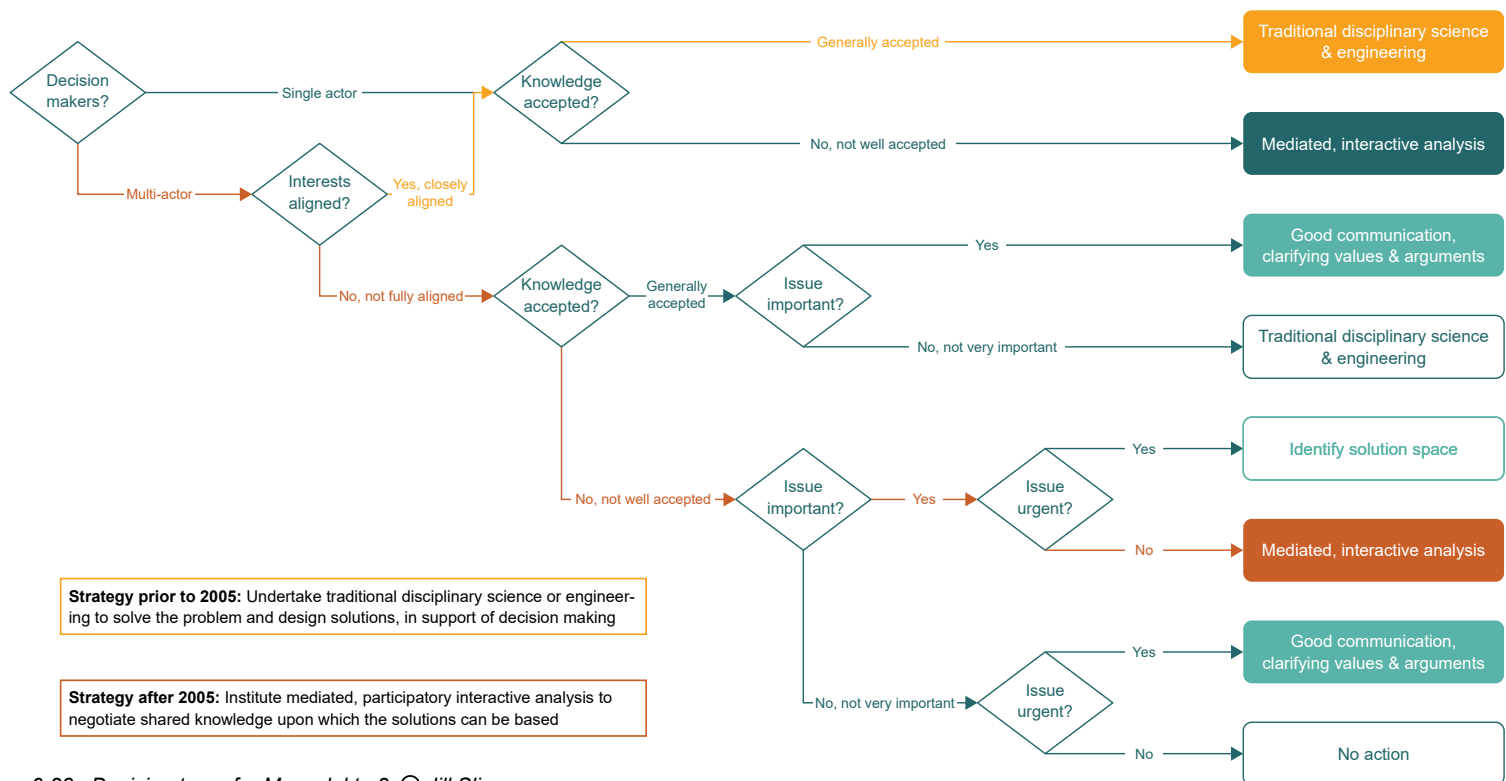 Decision
makers?
Single actor
Knowledge
accepted?
Generally accepted
Traditional disciplinary science
& engineering
No, not well accepted
Mediated, interactive analysis
Multi-actor
Interests
aligned?
Yes, closely
aligned
No, not fully aligned
Knowledge
accepted?
Generally
accepted
Issue
important?
Yes
Good communication,
clarifying values & arguments
No, not very important
Traditional disciplinary science
& engineering
No, not well accepted
Issue
important?
Yes
Issue
urgent?
Yes
Identify solution space
No
Mediated, interactive analysis
No, not very important
Issue
urgent?
Yes
Good communication,
clarifying values & arguments
No
No action
Strategy prior to 2005: Undertake traditional disciplinary science or engineer-
ing to solve the problem and design solutions, in support of decision making
Strategy after 2005: Institute mediated, participatory interactive analysis to
negotiate shared knowledge upon which the solutions can be based